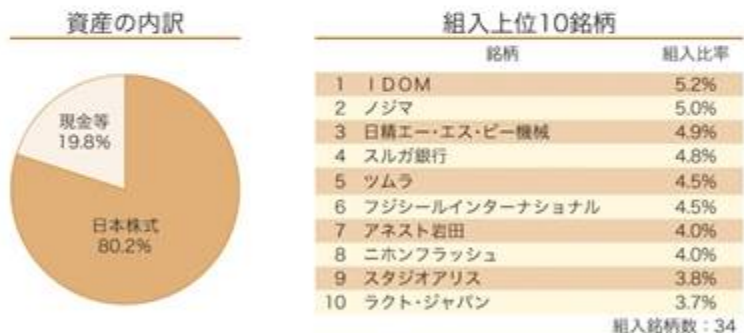 資産の内訳
現金等
19.8%
日本株式
80.2%
組入上位10銘柄
銘柄 組入比率
1 IDOM 5.2%
2 ノジマ 5.0%
3 日精エー・エス・ビー機械 4.9%
4 スルガ銀行 4.8%
5 ツムラ 4.5%
6 フジシールインターナショナル 4.5%
7 アネスト岩田 4.0%
8 ニホンフラッシュ 4.0%
9 スタジオアリス 3.8%
10 ラクト・ジャパン 3.7%
組入銘柄数：34